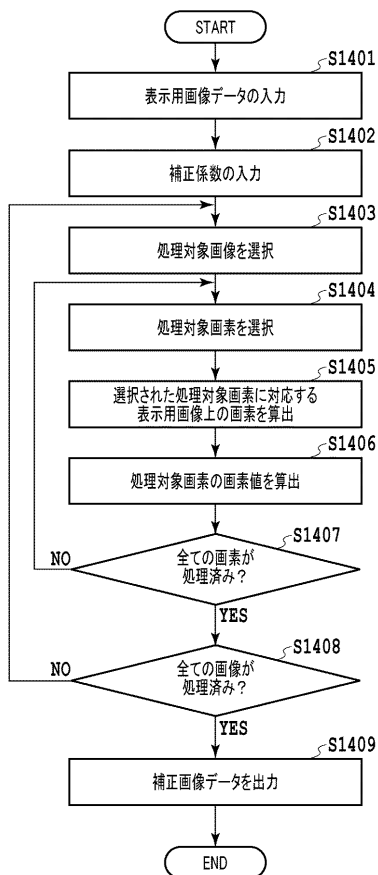 START
S1401
表示用画像データの入力
S1402
補正係数の入力
S1403
処理対象画像を選択
S1404
処理対象画素を選択
S1405
選択された処理対象画素に対応する
表示用画像上の画素を算出
S1406
処理対象画素の画素値を算出
S1407
NO
全ての画素が
処理済み?
YES
S1408
NO
全ての画像が
処理済み?
YES
S1409
補正画像データを出力
END